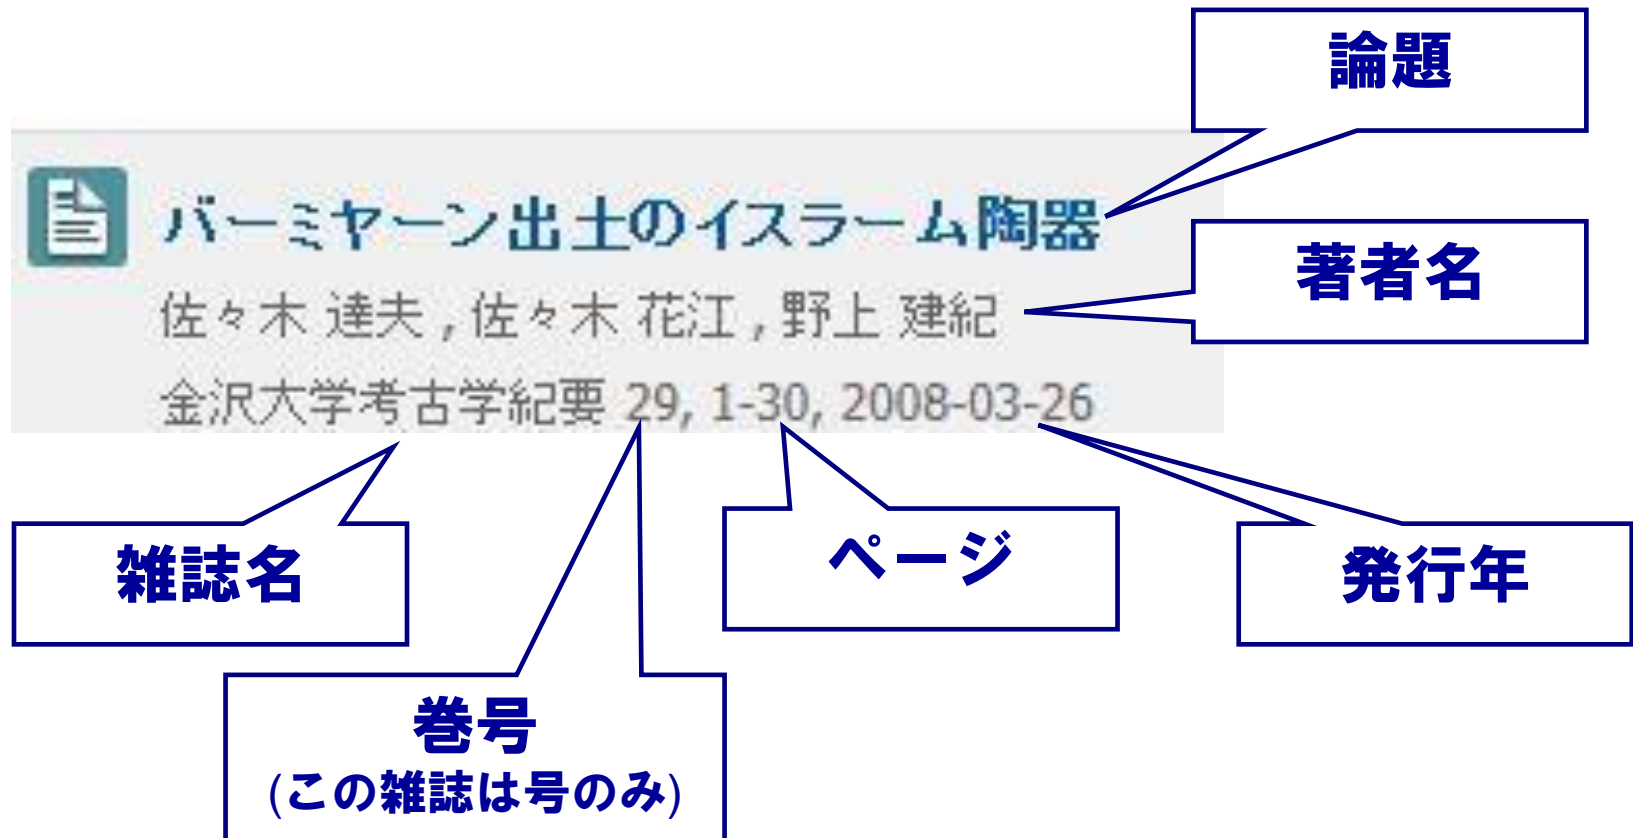 論題
バーミヤーン出土のイスラーム陶器
著者名
佐々木 達夫 , 佐々木 花江 , 野上 建紀
金沢大学考古学紀要 29, 1-30, 2008-03-26
雑誌名
ページ
発行年
巻号
(この雑誌は号のみ)